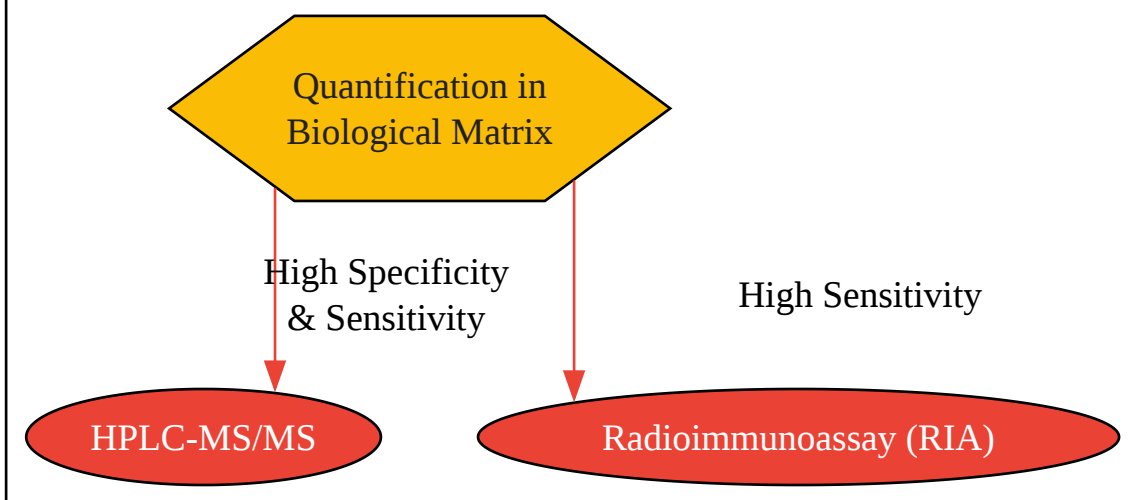 Quantification in
Biological Matrix
High Specificity
& Sensitivity
High Sensitivity
HPLC-MS/MS
Radioimmunoassay (RIA)